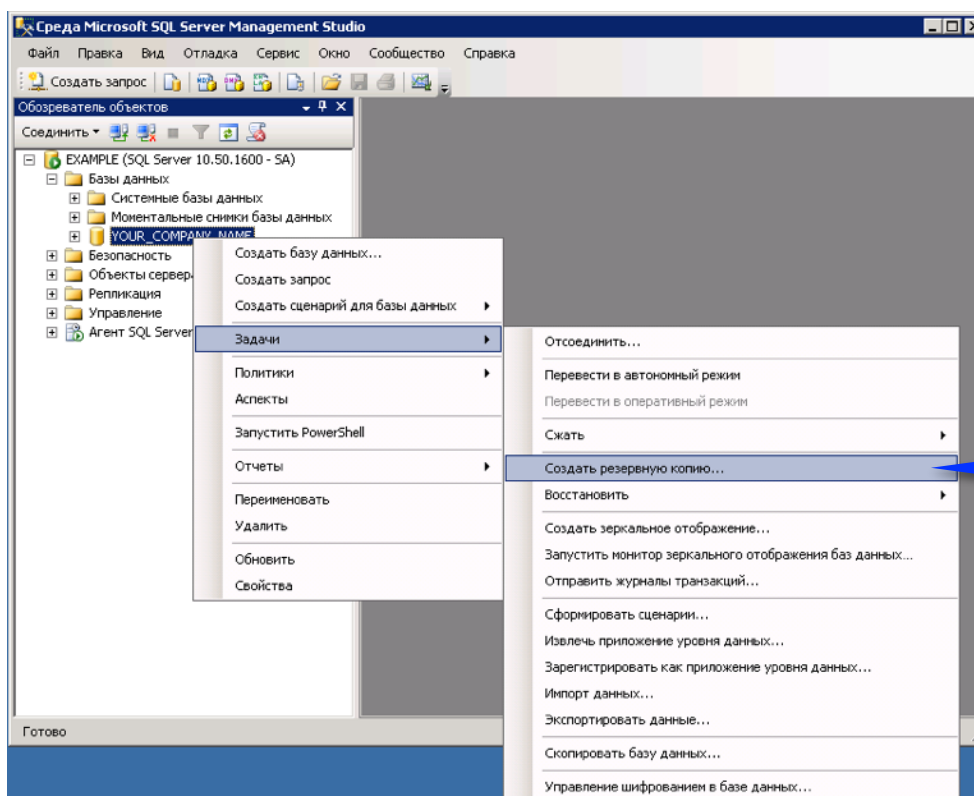 Среда Microsoft SQL Server Management Studio
Файл Правка Вид Отладка Сервис Окно Сообщество Справка
Создать запрос
Обозреватель объектов
Соединить
EXAMPLE (SQL Server 10.50.1600 - SA)
Базы данных
Системные базы данных
Моментальные снимки базы данных
YOUR_COMPANY_NAME
Безопасность
Объекты сервера
Репликация
Управление
Агент SQL Server
Создать базу данных...
Создать запрос
Создать сценарий для базы данных
Задачи
Политики
Аспекты
Запустить PowerShell
Отчеты
Переименовать
Удалить
Обновить
Свойства
Отсоединить...
Перевести в автономный режим
Перевести в оперативный режим
Сжать
Создать резервную копию...
Восстановить
Создать зеркальное отображение...
Запустить монитор зеркального отображения баз данных...
Отправить журналы транзакций...
Сформировать сценарии...
Извлечь приложение уровня данных...
Зарегистрировать как приложение уровня данных...
Импорт данных...
Экспортировать данные...
Скопировать базу данных...
Управление шифрованием в базе данных...
Готово